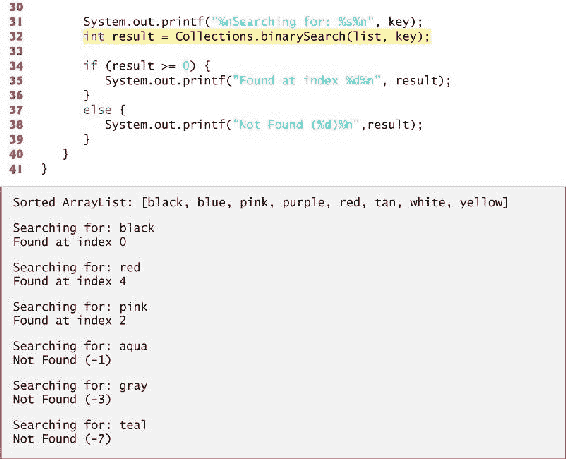 30
31 System.out.printf("%nSearching for: %s%n", key);
32 int result = Collections.binarySearch(list, key);
33
34 if (result >= 0) {
35 System.out.printf("Found at index %d%n", result);
36 }
37 else {
38 System.out.printf("Not Found (%d)%n",result);
39 }
40 }
41 }
Sorted ArrayList: [black, blue, pink, purple, red, tan, white, yellow]
Searching for: black
Found at index 0
Searching for: red
Found at index 4
Searching for: pink
Found at index 2
Searching for: aqua
Not Found (-1)
Searching for: gray
Not Found (-3)
Searching for: teal
Not Found (-7)